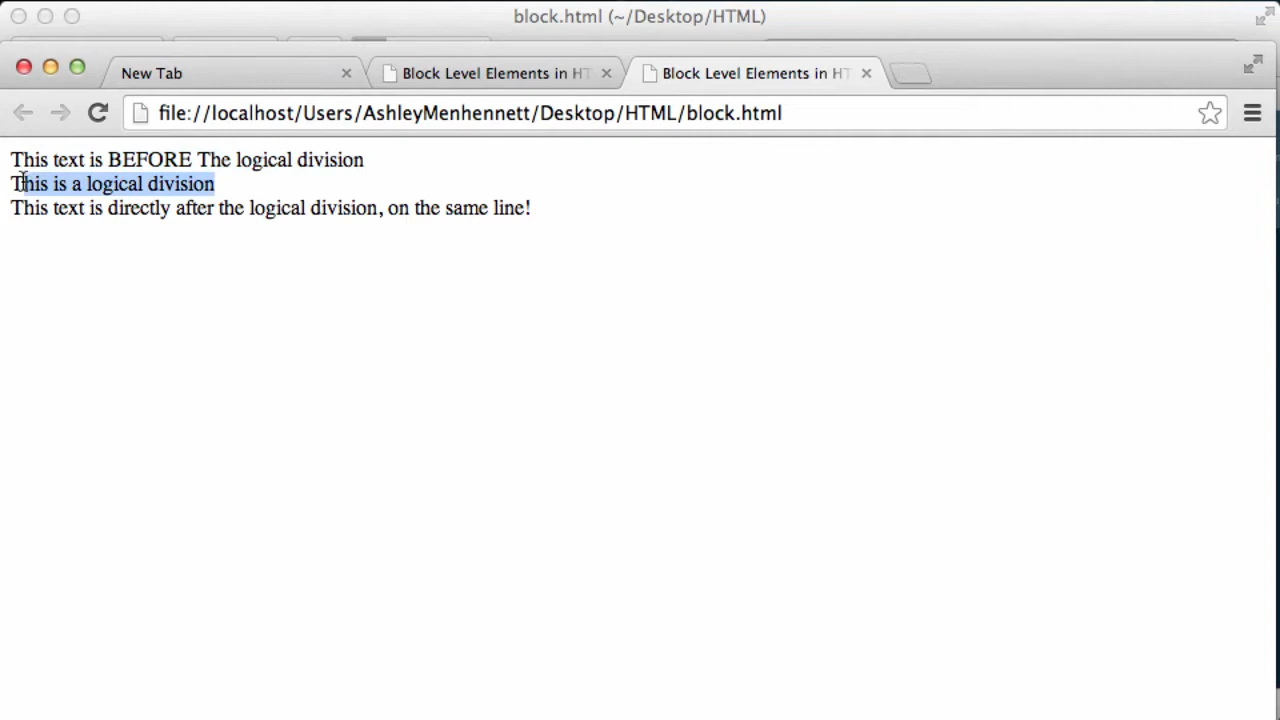 block.html (~/Desktop/HTML)
New Tab
Block Level Elements in HT
Block Level Elements in HT
file://localhost/Users/AshleyMenhennett/Desktop/HTML/block.html
This text is BEFORE The logical division
This is a logical division
This text is directly after the logical division, on the same line!